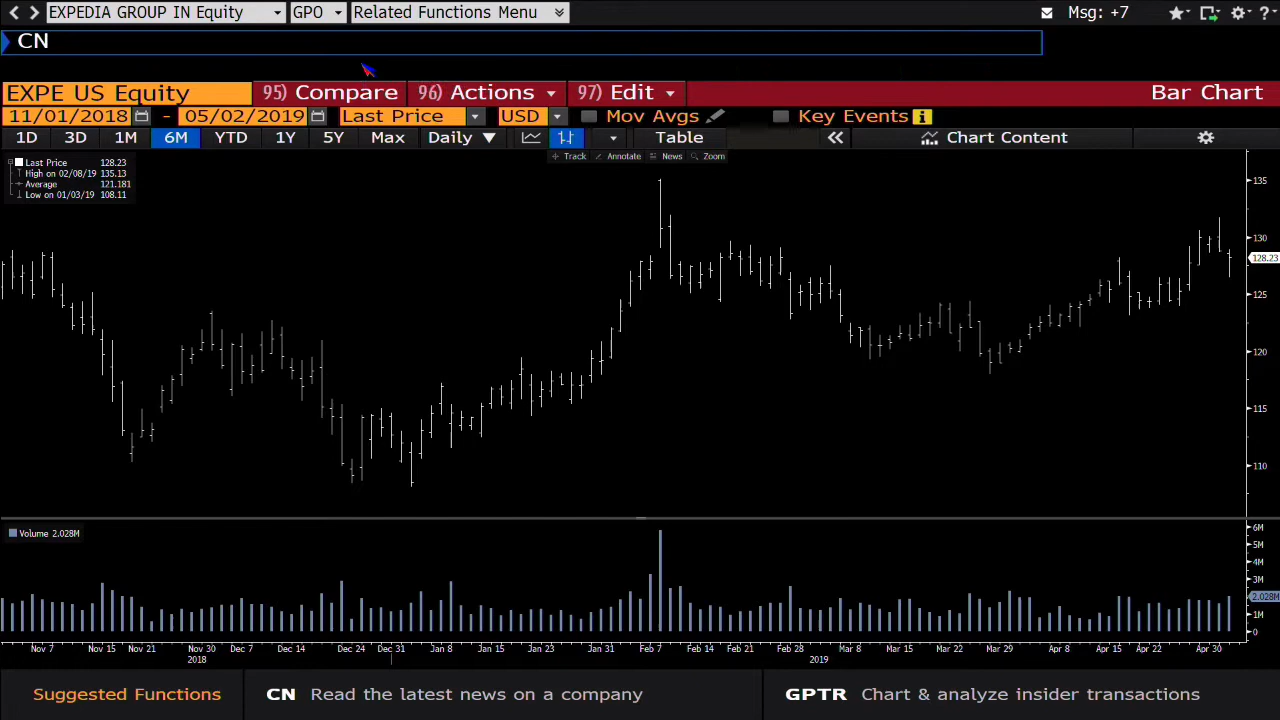 EXPEDIA GROUP IN Equity GPO Related Functions Menu Msg: +7 ?
CN
EXPE US Equity 95) Compare 96) Actions 97) Edit Bar Chart
11/01/2018 - 05/02/2019 Last Price USD Mov Avgs Key Events i
1D 3D 1M 6M YTD 1Y 5Y Max Daily Table Chart Content
Track Annotate News Zoom
Last Price 128.23
High on 02/08/19 135.13
Average 121.181
Low on 01/03/19 108.11
135
130
128.23
125
120
115
110
Volume 2.028M
6M
5M
4M
3M
2.028M
1M
0
Nov 7 Nov 15 Nov 21 Nov 30 Dec 7 Dec 14 Dec 24 Dec 31 Jan 8 Jan 15 Jan 23 Jan 31 Feb 7 Feb 14 Feb 21 Feb 28 Mar 8 Mar 15 Mar 22 Mar 29 Apr 8 Apr 15 Apr 22 Apr 30
2018 2019
Suggested Functions CN Read the latest news on a company GPTR Chart & analyze insider transactions